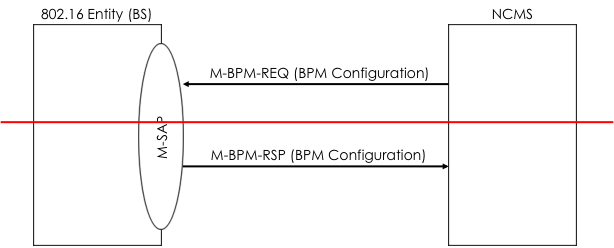 802.16 Entity (BS)
NCMS
M-BPM-REQ (BPM Configuration)
M-SAP
M-BPM-RSP (BPM Configuration)